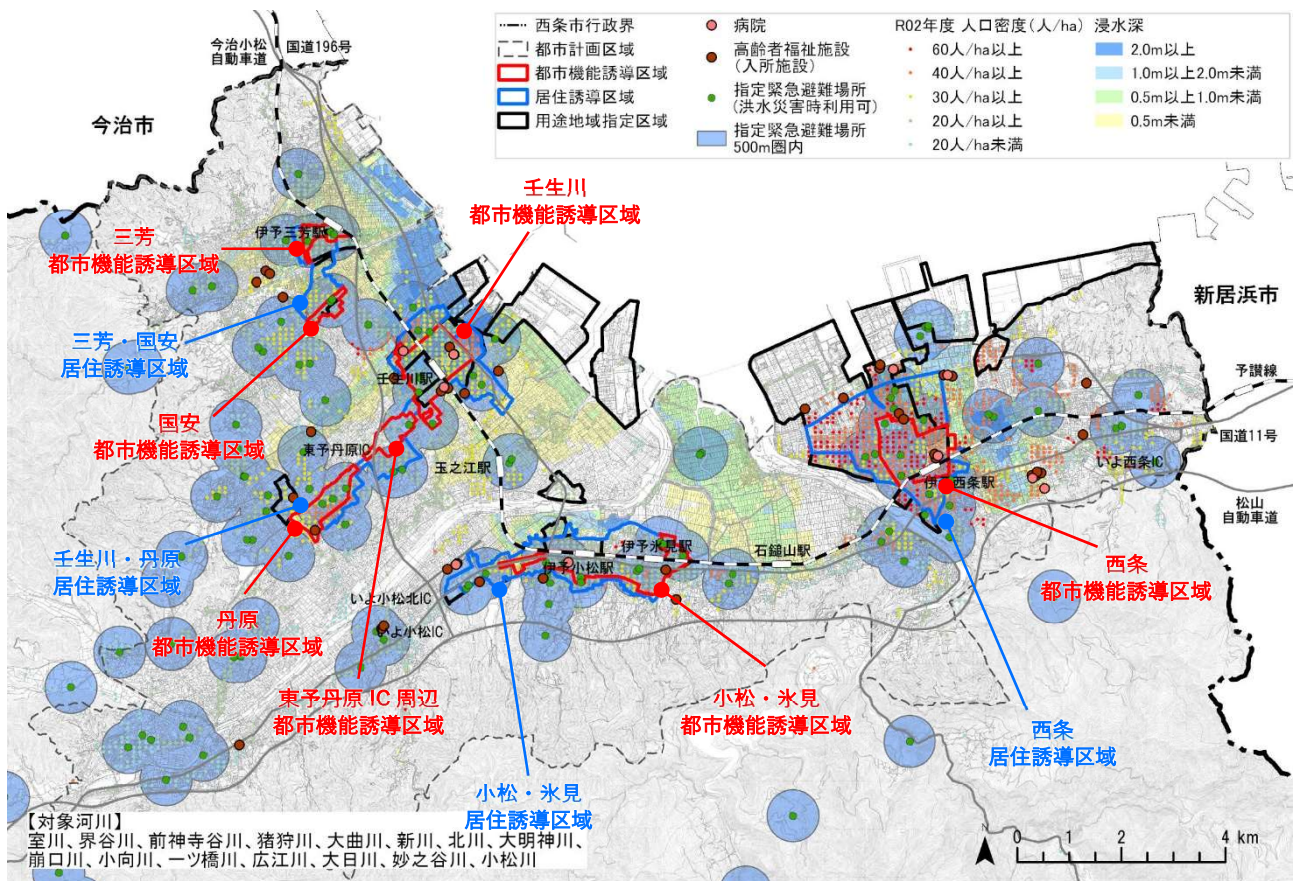 西条市行政界
都市計画区域
都市機能誘導区域
居住誘導区域
用途地域指定区域
病院
高齢者福祉施設
(入所施設)
指定緊急避難場所
(洪水災害時利用可)
指定緊急避難場所
500m圏内
R02年度 人口密度(人/ha)
60人/ha以上
40人/ha以上
30人/ha以上
20人/ha以上
20人/ha未満
浸水深
2.0m以上
1.0m以上2.0m未満
0.5m以上1.0m未満
0.5m未満
今治小松
自動車道
国道196号
今治市
壬生川
都市機能誘導区域
伊予三芳駅
三芳
都市機能誘導区域
新居浜市
三芳・国安
居住誘導区域
予讃線
壬生川駅
国安
都市機能誘導区域
国道11号
東予丹原IC
玉之江駅
いよ西条IC
伊予西条駅
松山
自動車道
壬生川・丹原
居住誘導区域
伊予氷見駅
石鎚山駅
伊予小松駅
西条
都市機能誘導区域
いよ小松北IC
丹原
都市機能誘導区域
いよ小松IC
東予丹原 IC 周辺
都市機能誘導区域
小松・氷見
都市機能誘導区域
西条
居住誘導区域
小松・氷見
居住誘導区域
【対象河川】
室川、界谷川、前神寺谷川、猪狩川、大曲川、新川、北川、大明神川、
崩口川、小向川、一ツ橋川、広江川、大日川、妙之谷川、小松川
N
0 1 2 4 km